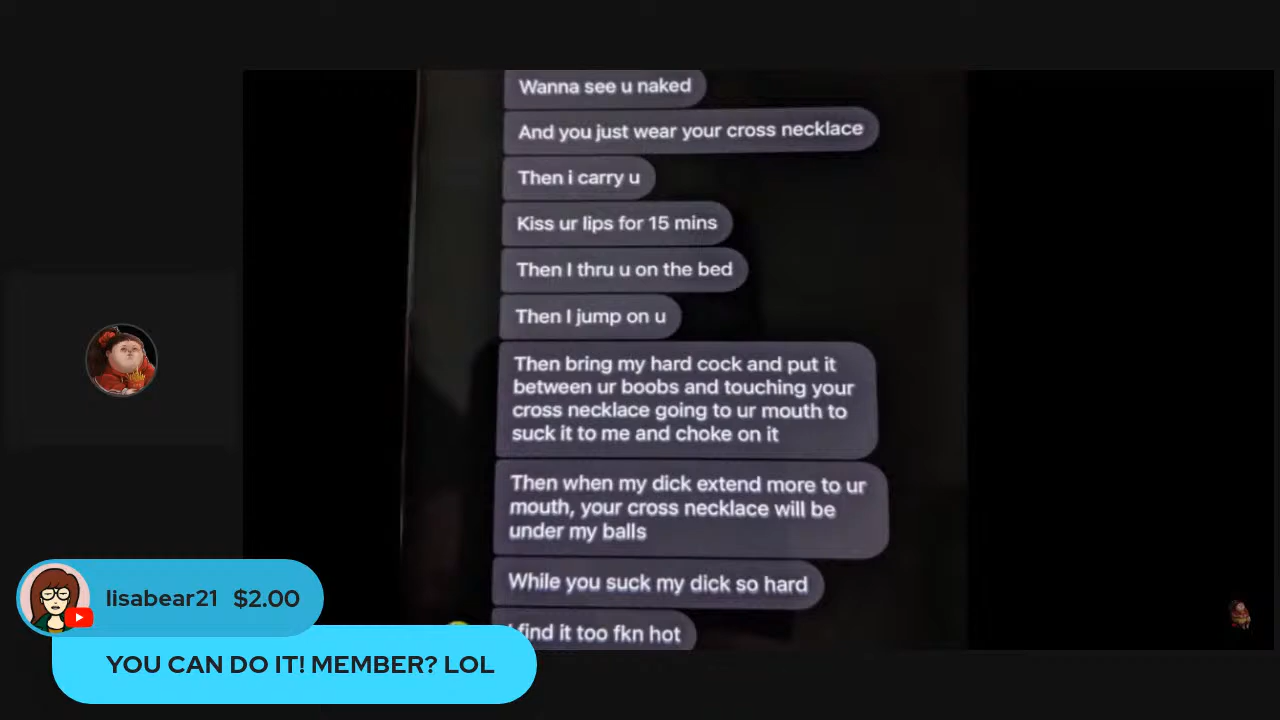 Wanna see u naked
And you just wear your cross necklace
Then i carry u
Kiss ur lips for 15 mins
Then I thru u on the bed
Then I jump on u
Then bring my hard cock and put it
between ur boobs and touching your
cross necklace going to ur mouth to
suck it to me and choke on it
Then when my dick extend more to ur
mouth, your cross necklace will be
under my balls
While you suck my dick so hard
I find it too fkn hot
lisabear21 $2.00
YOU CAN DO IT! MEMBER? LOL